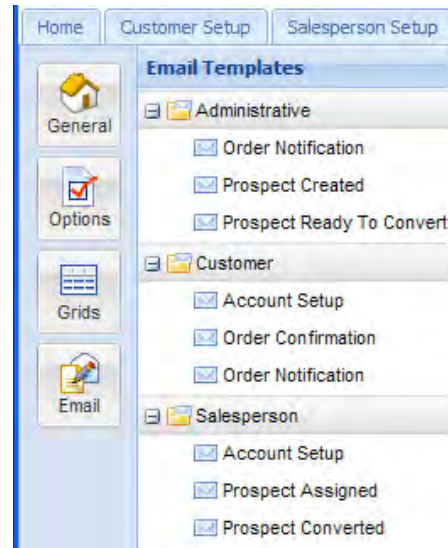 Home
Customer Setup
Salesperson Setup
General
Options
Grids
Email
Email Templates
Administrative
Order Notification
Prospect Created
Prospect Ready To Convert
Customer
Account Setup
Order Confirmation
Order Notification
Salesperson
Account Setup
Prospect Assigned
Prospect Converted